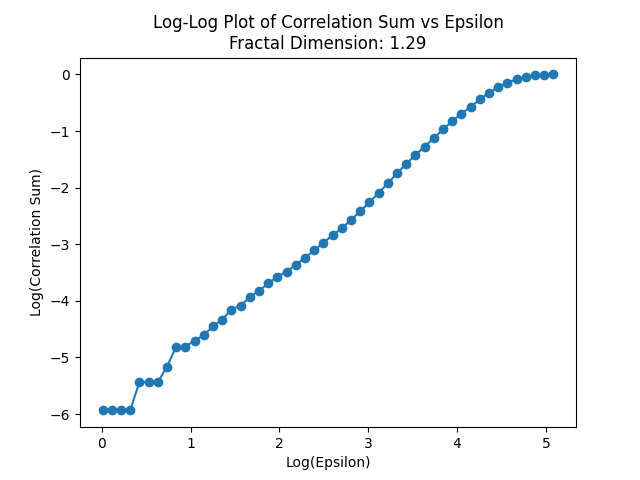 Log-Log Plot of Correlation Sum vs Epsilon
Fractal Dimension: 1.29
Log(Correlation Sum)
0
−1
−2
−3
−4
−5
−6
0 1 2 3 4 5
Log(Epsilon)